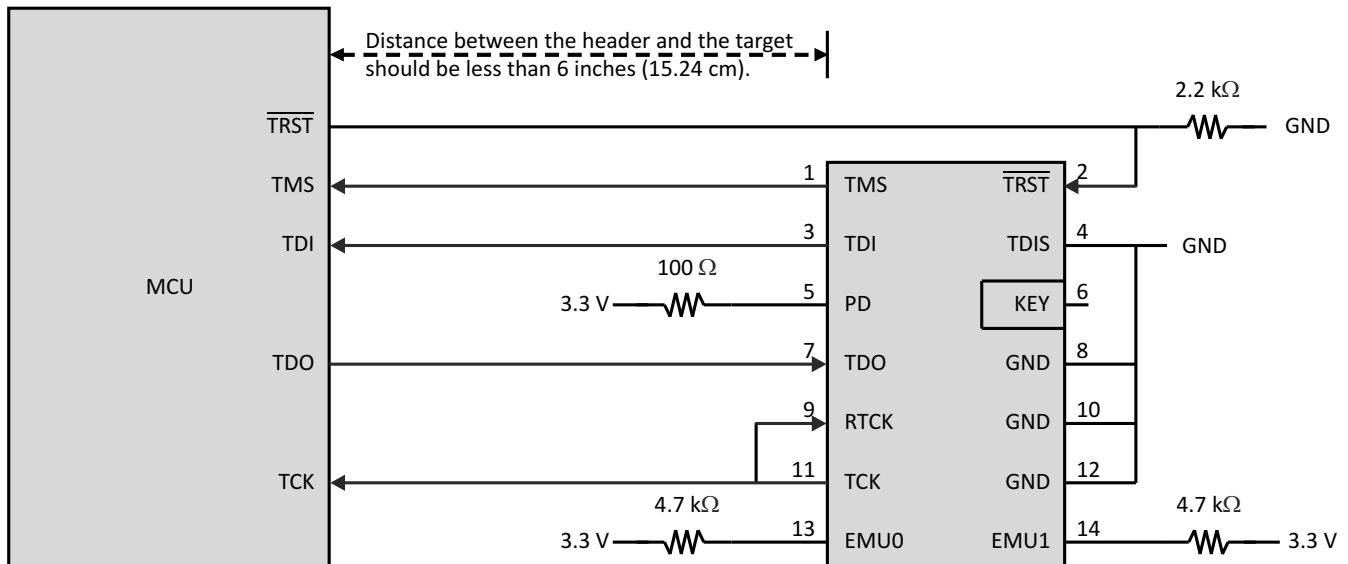 Distance between the header and the target
should be less than 6 inches (15.24 cm).
2.2 kΩ
TRST
GND
TMS
1
TMS
TRST
2
TDI
3
TDI
TDIS
4
GND
MCU
100 Ω
3.3 V
5
PD
KEY
6
TDO
7
TDO
GND
8
9
RTCK
GND
10
TCK
11
TCK
GND
12
4.7 kΩ
4.7 kΩ
3.3 V
13
EMU0
EMU1
14
3.3 V